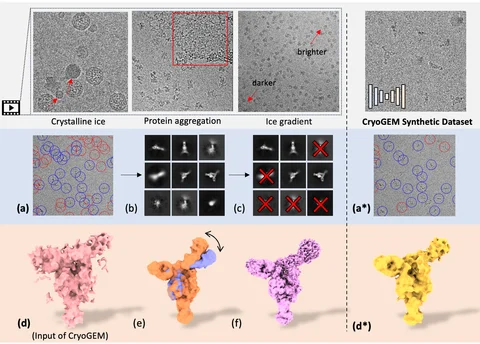 brighter
darker
Crystalline ice
Protein aggregation
Ice gradient
CryoGEM Synthetic Dataset
(a)
(b)
(c)
(a*)
(d)
(e)
(f)
(d*)
(Input of CryoGEM)